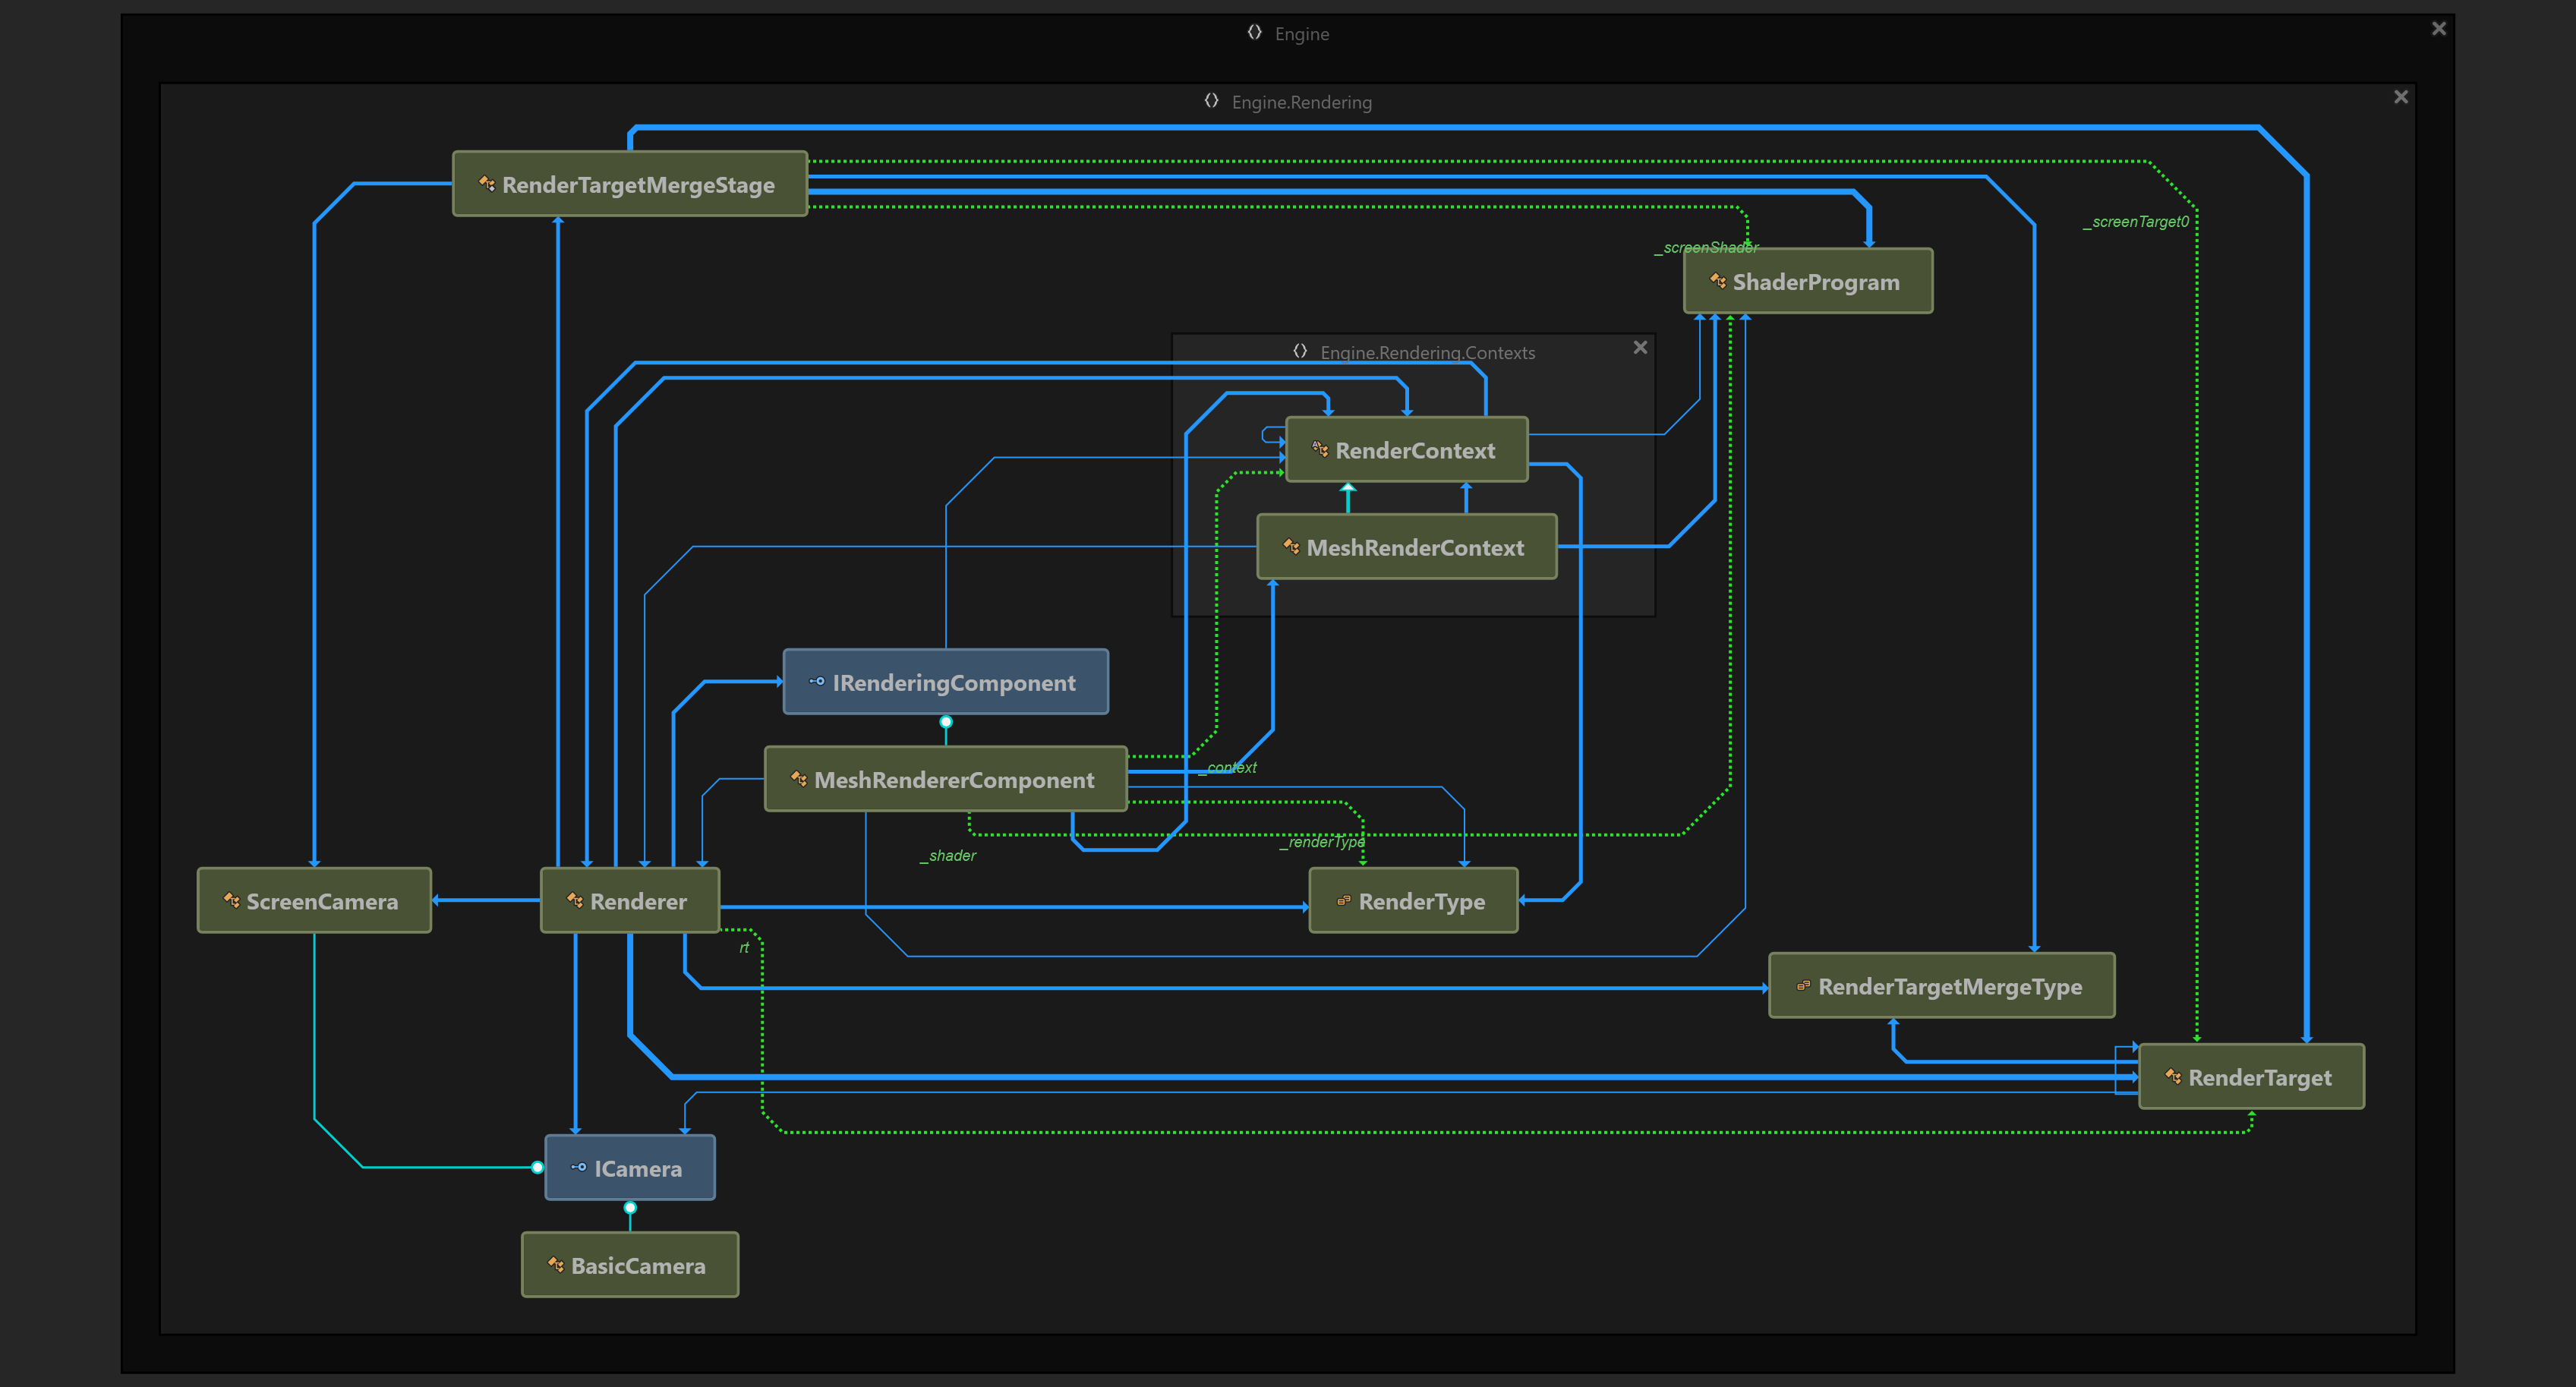 Engine
Engine.Rendering
RenderTargetMergeStage
_screenTarget0
_screenShader
ShaderProgram
Engine.Rendering.Contexts
RenderContext
MeshRenderContext
IRenderingComponent
_context
MeshRendererComponent
_renderType
_shader
ScreenCamera
Renderer
RenderType
rt
RenderTargetMergeType
RenderTarget
ICamera
BasicCamera